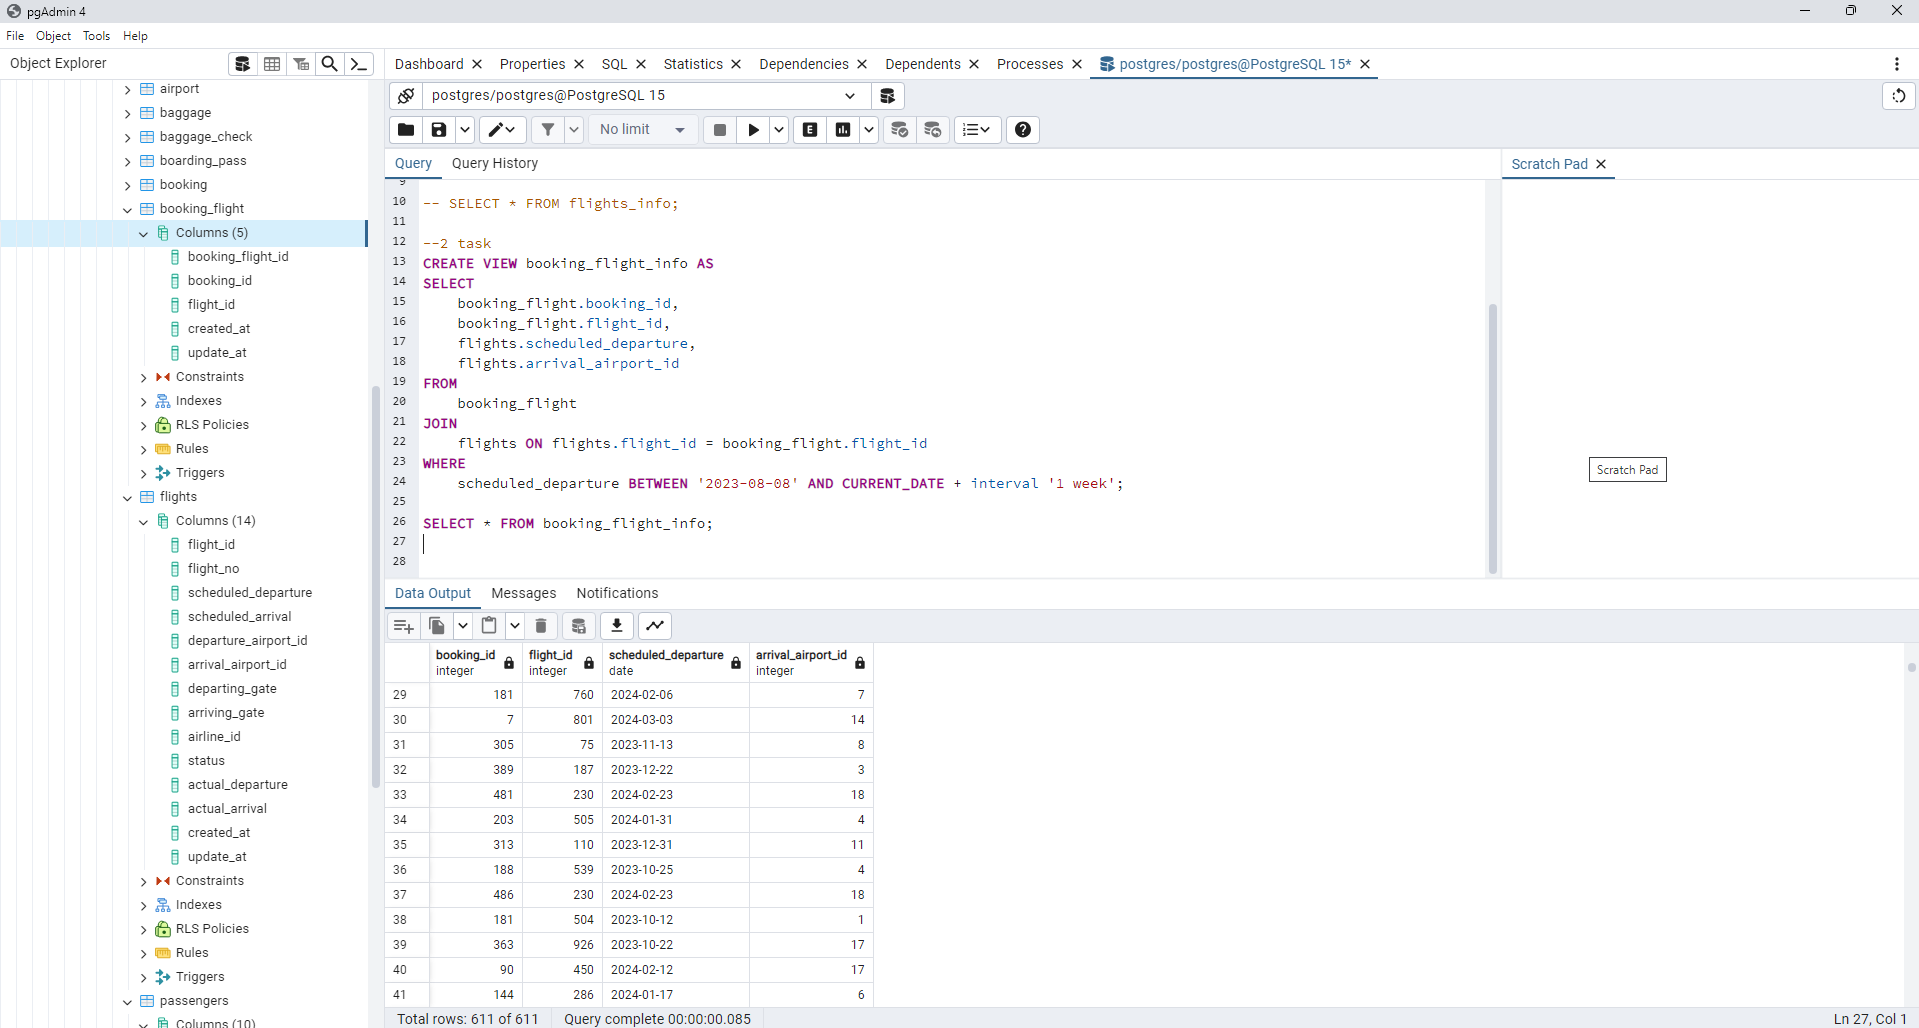 pgAdmin 4
File Object Tools Help
Object Explorer
airport
baggage
baggage_check
boarding_pass
booking
booking_flight
Columns (5)
booking_flight_id
booking_id
flight_id
created_at
update_at
Constraints
Indexes
RLS Policies
Rules
Triggers
flights
Columns (14)
flight_id
flight_no
scheduled_departure
scheduled_arrival
departure_airport_id
arrival_airport_id
departing_gate
arriving_gate
airline_id
status
actual_departure
actual_arrival
created_at
update_at
Constraints
Indexes
RLS Policies
Rules
Triggers
passengers
Columns (10)
Dashboard Properties SQL Statistics Dependencies Dependents Processes postgres/postgres@PostgreSQL 15*
postgres/postgres@PostgreSQL 15
No limit
E
Query Query History
9
10 -- SELECT * FROM flights_info;
11
12 --2 task
13 CREATE VIEW booking_flight_info AS
14 SELECT
15 booking_flight.booking_id,
16 booking_flight.flight_id,
17 flights.scheduled_departure,
18 flights.arrival_airport_id
19 FROM
20 booking_flight
21 JOIN
22 flights ON flights.flight_id = booking_flight.flight_id
23 WHERE
24 scheduled_departure BETWEEN '2023-08-08' AND CURRENT_DATE + interval '1 week';
25
26 SELECT * FROM booking_flight_info;
27
28
Scratch Pad
Scratch Pad
Data Output Messages Notifications
booking_id flight_id scheduled_departure arrival_airport_id
integer integer date integer
29 181 760 2024-02-06 7
30 7 801 2024-03-03 14
31 305 75 2023-11-13 8
32 389 187 2023-12-22 3
33 481 230 2024-02-23 18
34 203 505 2024-01-31 4
35 313 110 2023-12-31 11
36 188 539 2023-10-25 4
37 486 230 2024-02-23 18
38 181 504 2023-10-12 1
39 363 926 2023-10-22 17
40 90 450 2024-02-12 17
41 144 286 2024-01-17 6
Total rows: 611 of 611 Query complete 00:00:00.085 Ln 27, Col 1